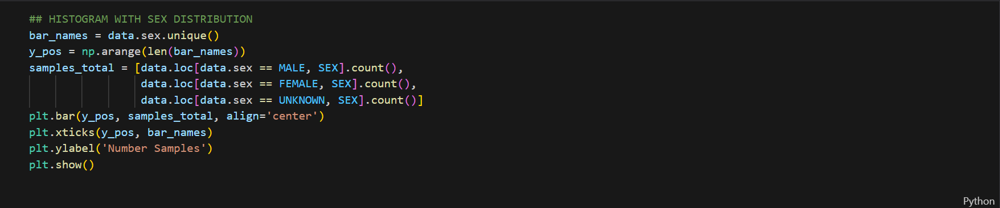 ## HISTOGRAM WITH SEX DISTRIBUTION
bar_names = data.sex.unique()
y_pos = np.arange(len(bar_names))
samples_total = [data.loc[data.sex == MALE, SEX].count(),
                 data.loc[data.sex == FEMALE, SEX].count(),
                 data.loc[data.sex == UNKNOWN, SEX].count()]
plt.bar(y_pos, samples_total, align='center')
plt.xticks(y_pos, bar_names)
plt.ylabel('Number Samples')
plt.show()
Python